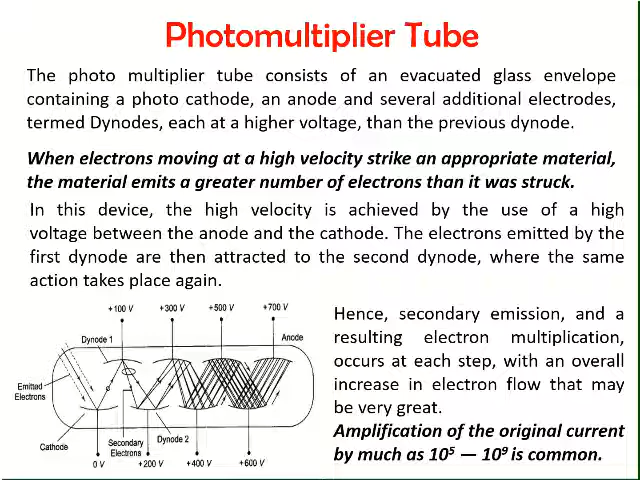 Photomultiplier Tube
The photo multiplier tube consists of an evacuated glass envelope
containing a photo cathode, an anode and several additional electrodes,
termed Dynodes, each at a higher voltage, than the previous dynode.
When electrons moving at a high velocity strike an appropriate material,
the material emits a greater number of electrons than it was struck.
In this device, the high velocity is achieved by the use of a high
voltage between the anode and the cathode. The electrons emitted by the
first dynode are then attracted to the second dynode, where the same
action takes place again.
+100 V +300 V +500 V +700 V
Dynode 1
Anode
Emitted
Electrons
Cathode
Secondary
Electrons
Dynode 2
0 V +200 V +400 V +600 V
Hence, secondary emission, and a
resulting electron multiplication,
occurs at each step, with an overall
increase in electron flow that may
be very great.
Amplification of the original current
by much as 10⁵ — 10⁹ is common.